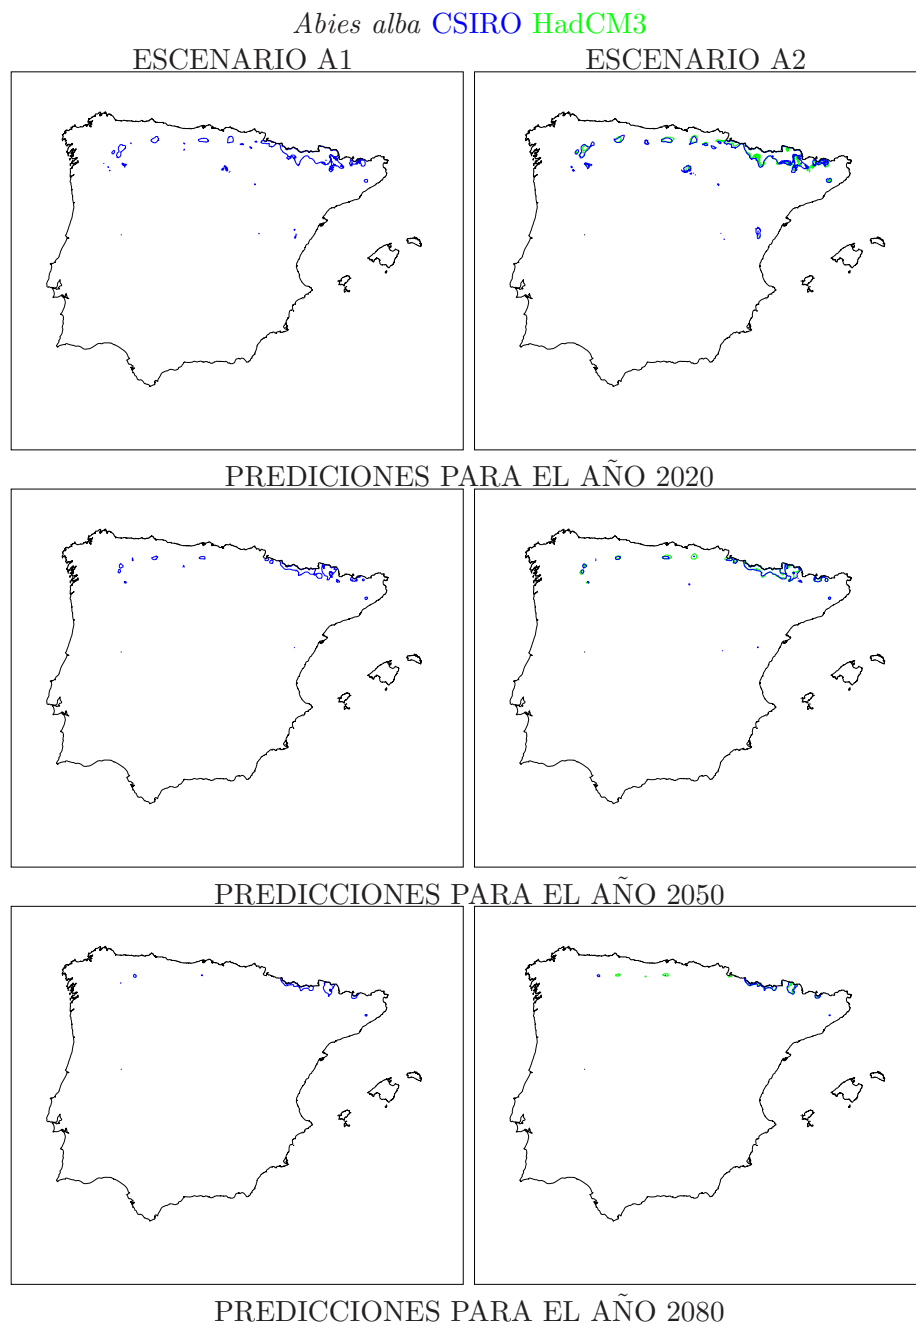 Abies alba CSIRO HadCM3
ESCENARIO A1 ESCENARIO A2
PREDICIONES PARA EL AÑO 2020
PREDICCIONES PARA EL AÑO 2050
PREDICCIONES PARA EL AÑO 2080